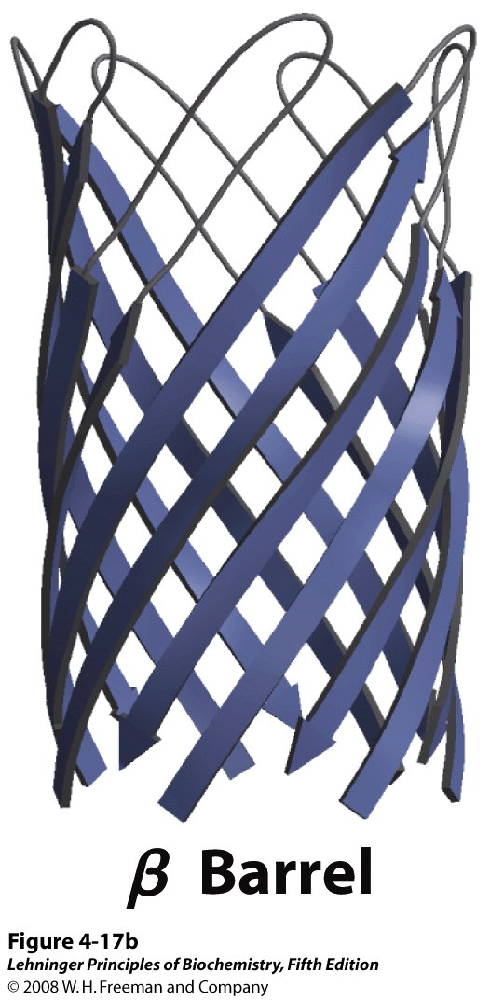 β Barrel
Figure 4-17b
Lehninger Principles of Biochemistry, Fifth Edition
© 2008 W. H. Freeman and Company